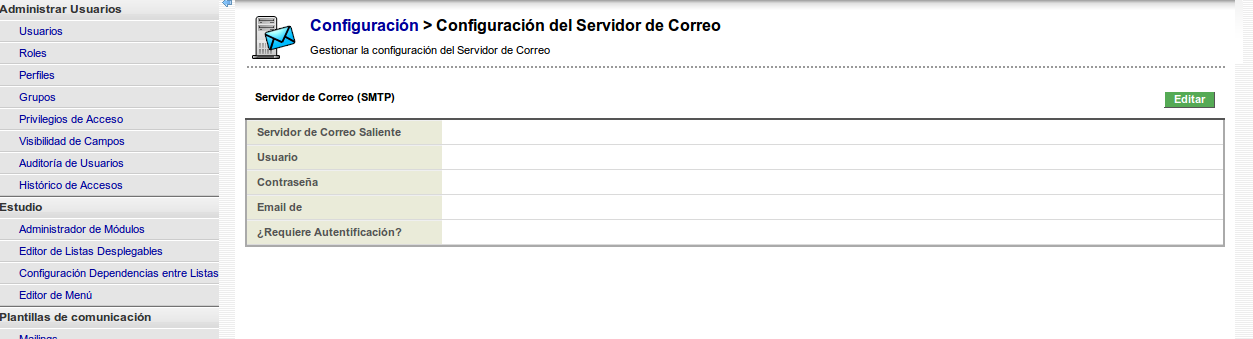 Administrar Usuarios
Usuarios
Roles
Perfiles
Grupos
Privilegios de Acceso
Visibilidad de Campos
Auditoría de Usuarios
Histórico de Accesos
Estudio
Administrador de Módulos
Editor de Listas Desplegables
Configuración Dependencias entre Listas
Editor de Menú
Plantillas de comunicación
Mailings
Configuración > Configuración del Servidor de Correo
Gestionar la configuración del Servidor de Correo
Servidor de Correo (SMTP)
Editar
Servidor de Correo Saliente
Usuario
Contraseña
Email de
¿Requiere Autentificación?